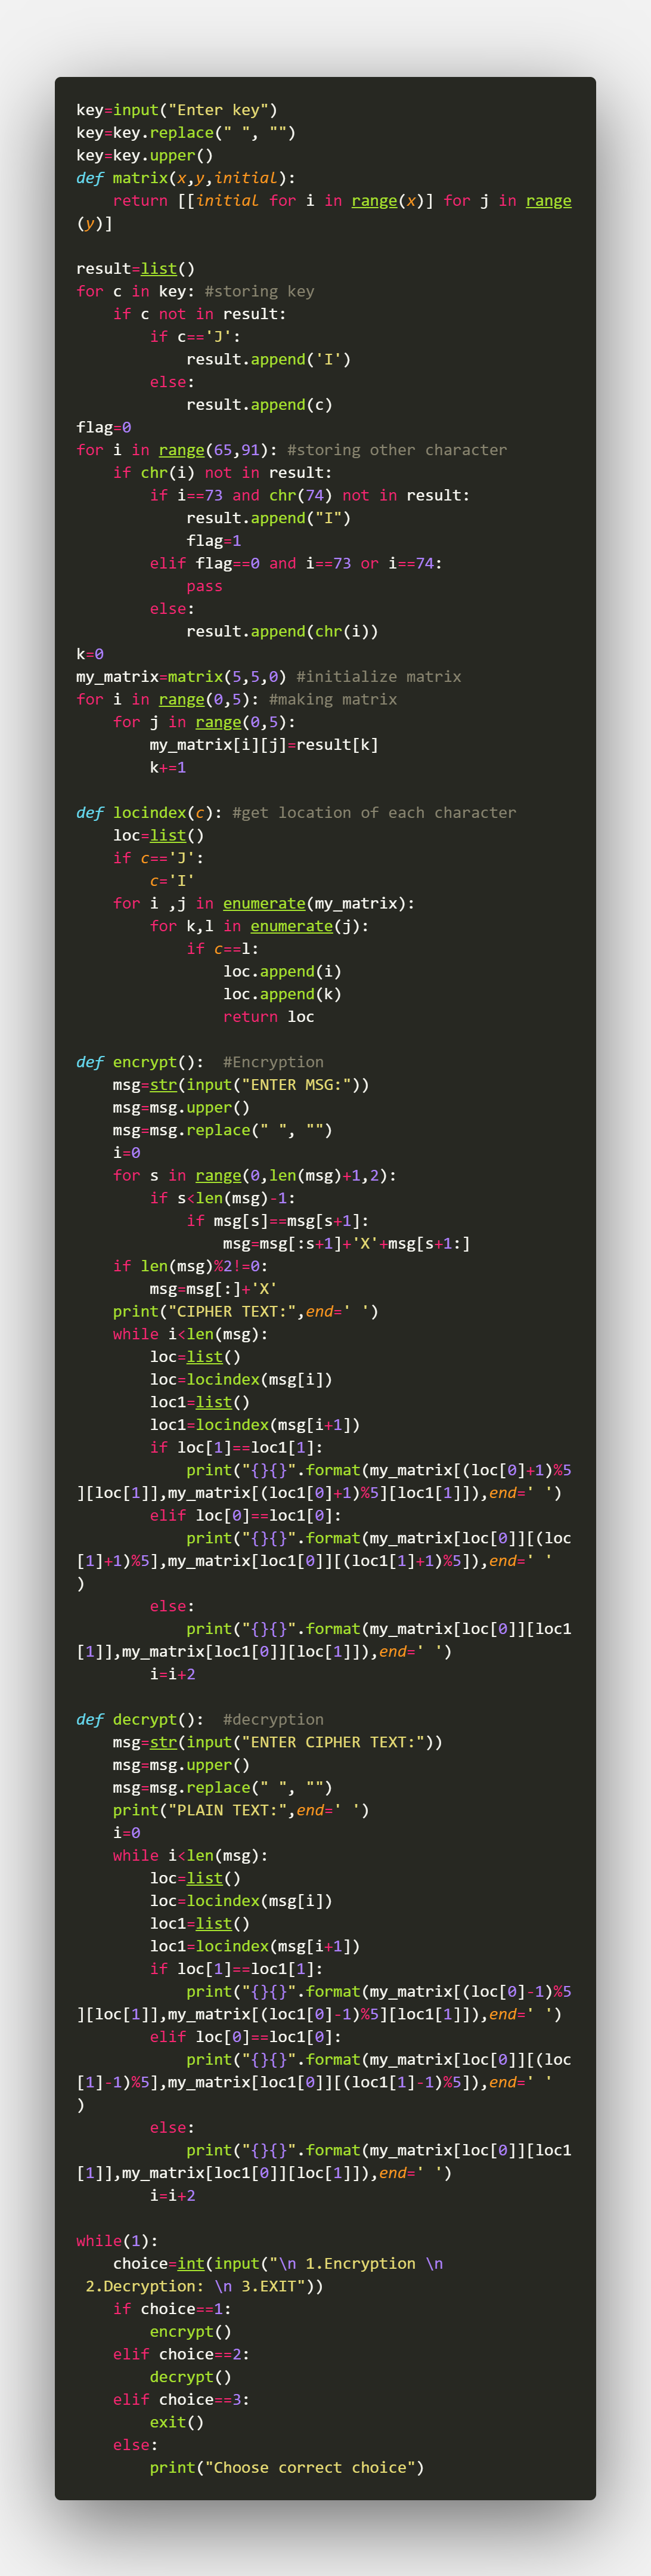 key=input("Enter key")
key=key.replace(" ", "")
key=key.upper()
def matrix(x,y,initial):
    return [[initial for i in range(x)] for j in range
(y)]

result=list()
for c in key: #storing key
    if c not in result:
        if c=='J':
            result.append('I')
        else:
            result.append(c)
flag=0
for i in range(65,91): #storing other character
    if chr(i) not in result:
        if i==73 and chr(74) not in result:
            result.append("I")
            flag=1
        elif flag==0 and i==73 or i==74:
            pass
        else:
            result.append(chr(i))
k=0
my_matrix=matrix(5,5,0) #initialize matrix
for i in range(0,5): #making matrix
    for j in range(0,5):
        my_matrix[i][j]=result[k]
        k+=1

def locindex(c): #get location of each character
    loc=list()
    if c=='J':
        c='I'
    for i ,j in enumerate(my_matrix):
        for k,l in enumerate(j):
            if c==l:
                loc.append(i)
                loc.append(k)
                return loc

def encrypt():  #Encryption
    msg=str(input("ENTER MSG:"))
    msg=msg.upper()
    msg=msg.replace(" ", "")
    i=0
    for s in range(0,len(msg)+1,2):
        if s<len(msg)-1:
            if msg[s]==msg[s+1]:
                msg=msg[:s+1]+'X'+msg[s+1:]
    if len(msg)%2!=0:
        msg=msg[:]+'X'
    print("CIPHER TEXT:",end=' ')
    while i<len(msg):
        loc=list()
        loc=locindex(msg[i])
        loc1=list()
        loc1=locindex(msg[i+1])
        if loc[1]==loc1[1]:
            print("{}{}".format(my_matrix[(loc[0]+1)%5
][loc[1]],my_matrix[(loc1[0]+1)%5][loc1[1]]),end=' ')
        elif loc[0]==loc1[0]:
            print("{}{}".format(my_matrix[loc[0]][(loc
[1]+1)%5],my_matrix[loc1[0]][(loc1[1]+1)%5]),end=' '
)
        else:
            print("{}{}".format(my_matrix[loc[0]][loc1
[1]],my_matrix[loc1[0]][loc[1]]),end=' ')
        i=i+2

def decrypt():  #decryption
    msg=str(input("ENTER CIPHER TEXT:"))
    msg=msg.upper()
    msg=msg.replace(" ", "")
    print("PLAIN TEXT:",end=' ')
    i=0
    while i<len(msg):
        loc=list()
        loc=locindex(msg[i])
        loc1=list()
        loc1=locindex(msg[i+1])
        if loc[1]==loc1[1]:
            print("{}{}".format(my_matrix[(loc[0]-1)%5
][loc[1]],my_matrix[(loc1[0]-1)%5][loc1[1]]),end=' ')
        elif loc[0]==loc1[0]:
            print("{}{}".format(my_matrix[loc[0]][(loc
[1]-1)%5],my_matrix[loc1[0]][(loc1[1]-1)%5]),end=' '
)
        else:
            print("{}{}".format(my_matrix[loc[0]][loc1
[1]],my_matrix[loc1[0]][loc[1]]),end=' ')
        i=i+2

while(1):
    choice=int(input("\n 1.Encryption \n
 2.Decryption: \n 3.EXIT"))
    if choice==1:
        encrypt()
    elif choice==2:
        decrypt()
    elif choice==3:
        exit()
    else:
        print("Choose correct choice")